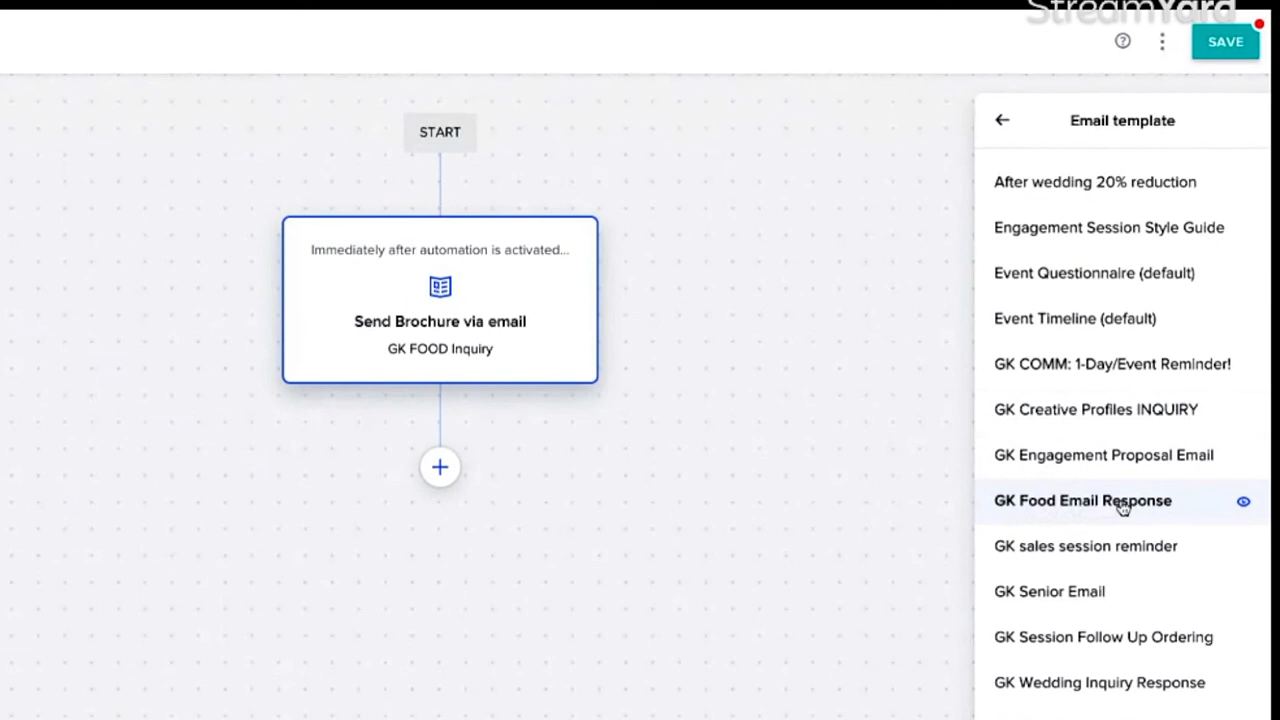 StreamYard
SAVE
START
Email template
Immediately after automation is activated...
Send Brochure via email
GK FOOD Inquiry
After wedding 20% reduction
Engagement Session Style Guide
Event Questionnaire (default)
Event Timeline (default)
GK COMM: 1-Day/Event Reminder!
GK Creative Profiles INQUIRY
GK Engagement Proposal Email
GK Food Email Response
GK sales session reminder
GK Senior Email
GK Session Follow Up Ordering
GK Wedding Inquiry Response